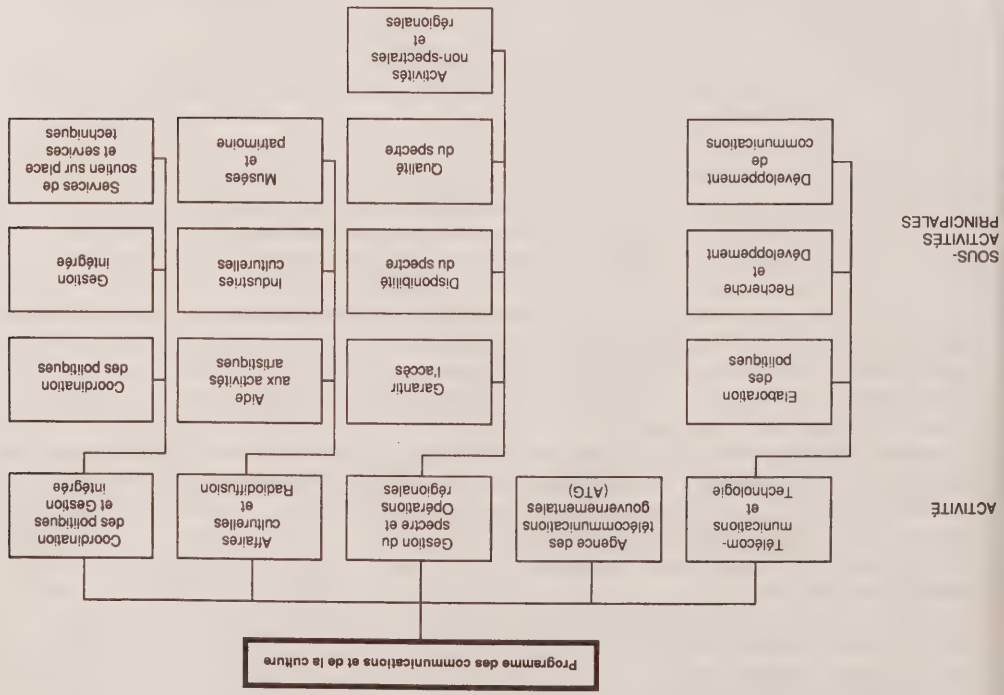 Programme des communications et de la culture
ACTIVITÉ
Télécom-
munications
et
Technologie
Agence des
télécommunications
gouvernementales
(ATG)
Gestion du
spectre et
Opérations
régionales
Affaires
culturelles
et
Radiodiffusion
Coordination
des politiques
et Gestion
intégrée
SOUS-
ACTIVITÉS
PRINCIPALES
Elaboration
des
politiques
Recherche
et
Développement
Développement
de
communications
Garantir
l'accès
Disponibilité
du spectre
Qualité
du spectre
Activités
non-spectrales
et
régionales
Aide
aux activités
artistiques
Industries
culturelles
Musées
et
patrimoine
Coordination
des politiques
Gestion
intégrée
Services de
soutien sur place
et services
techniques